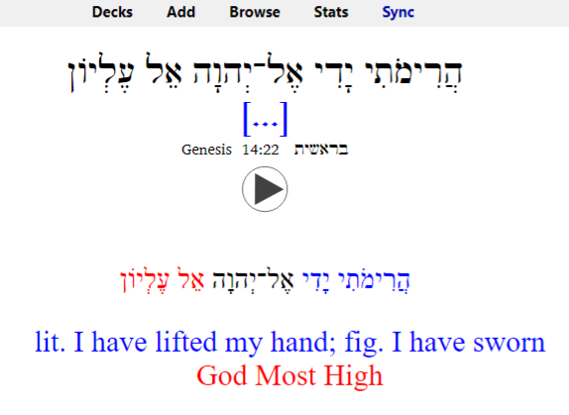 Decks Add Browse Stats Sync
הֲרִימֹתִי יָדִי אֶל־יְהוָה אֵל עֶלְיוֹן
[...]
Genesis 14:22 בראשית
הֲרִימֹתִי יָדִי אֶל־יְהוָה אֵל עֶלְיוֹן
lit. I have lifted my hand; fig. I have sworn
God Most High